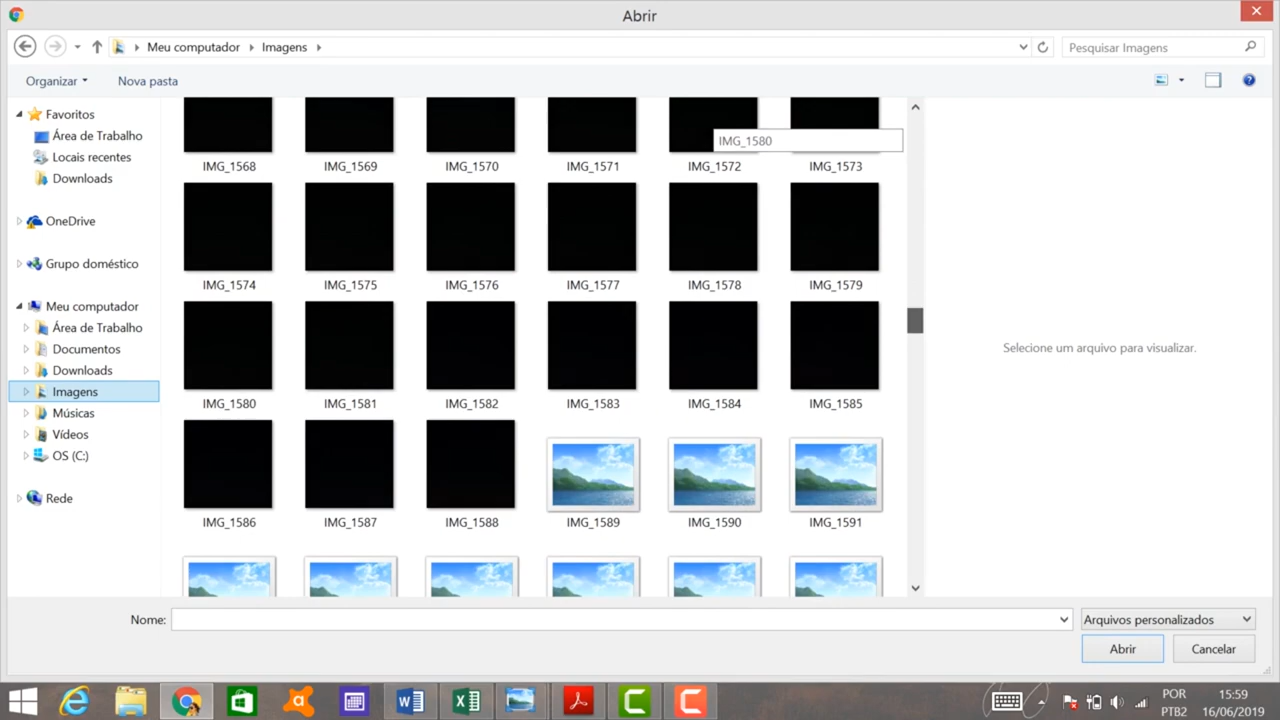 Abrir
Meu computador
Imagens
Pesquisar Imagens
Organizar
Nova pasta
Favoritos
Área de Trabalho
Locais recentes
Downloads
OneDrive
Grupo doméstico
Meu computador
Área de Trabalho
Documentos
Downloads
Imagens
Músicas
Vídeos
OS (C:)
Rede
IMG_1580
IMG_1568 IMG_1569 IMG_1570 IMG_1571 IMG_1572 IMG_1573
IMG_1574 IMG_1575 IMG_1576 IMG_1577 IMG_1578 IMG_1579
IMG_1580 IMG_1581 IMG_1582 IMG_1583 IMG_1584 IMG_1585
IMG_1586 IMG_1587 IMG_1588 IMG_1589 IMG_1590 IMG_1591
Selecione um arquivo para visualizar.
Nome:
Arquivos personalizados
Abrir
Cancelar
POR
PTB2
15:59
16/06/2019